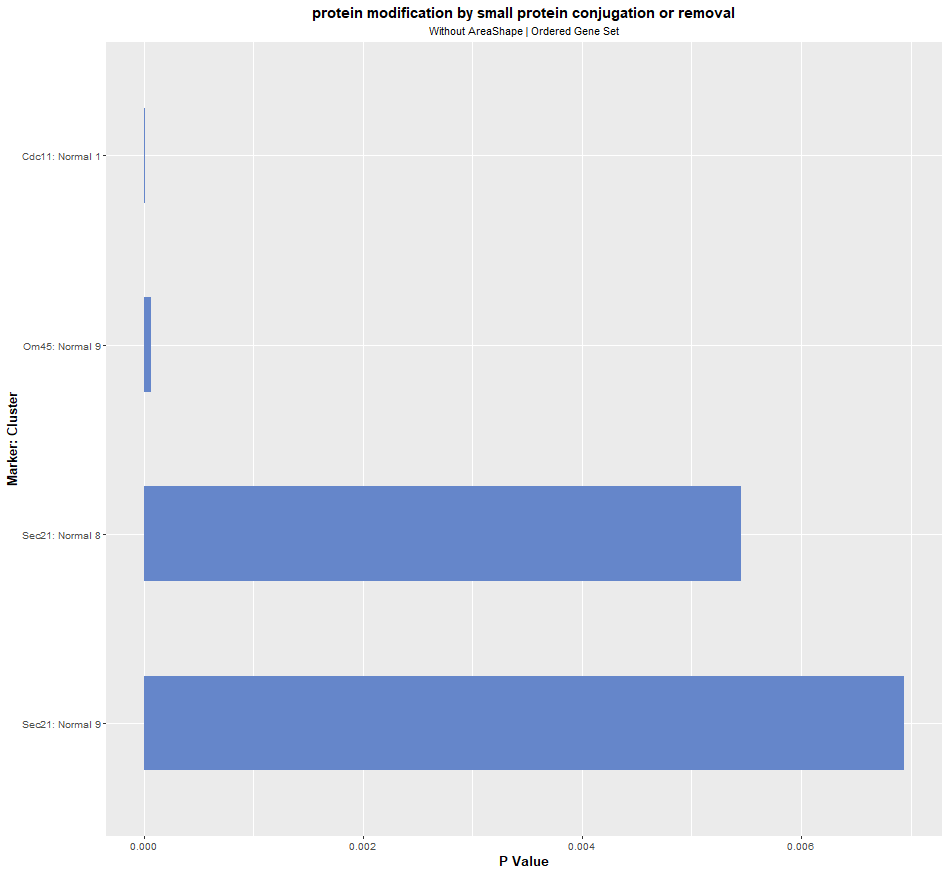 protein modification by small protein conjugation or removal
Without AreaShape | Ordered Gene Set
Marker: Cluster
Cdc11: Normal 1
Om45: Normal 9
Sec21: Normal 8
Sec21: Normal 9
0.000 0.002 0.004 0.006
P Value